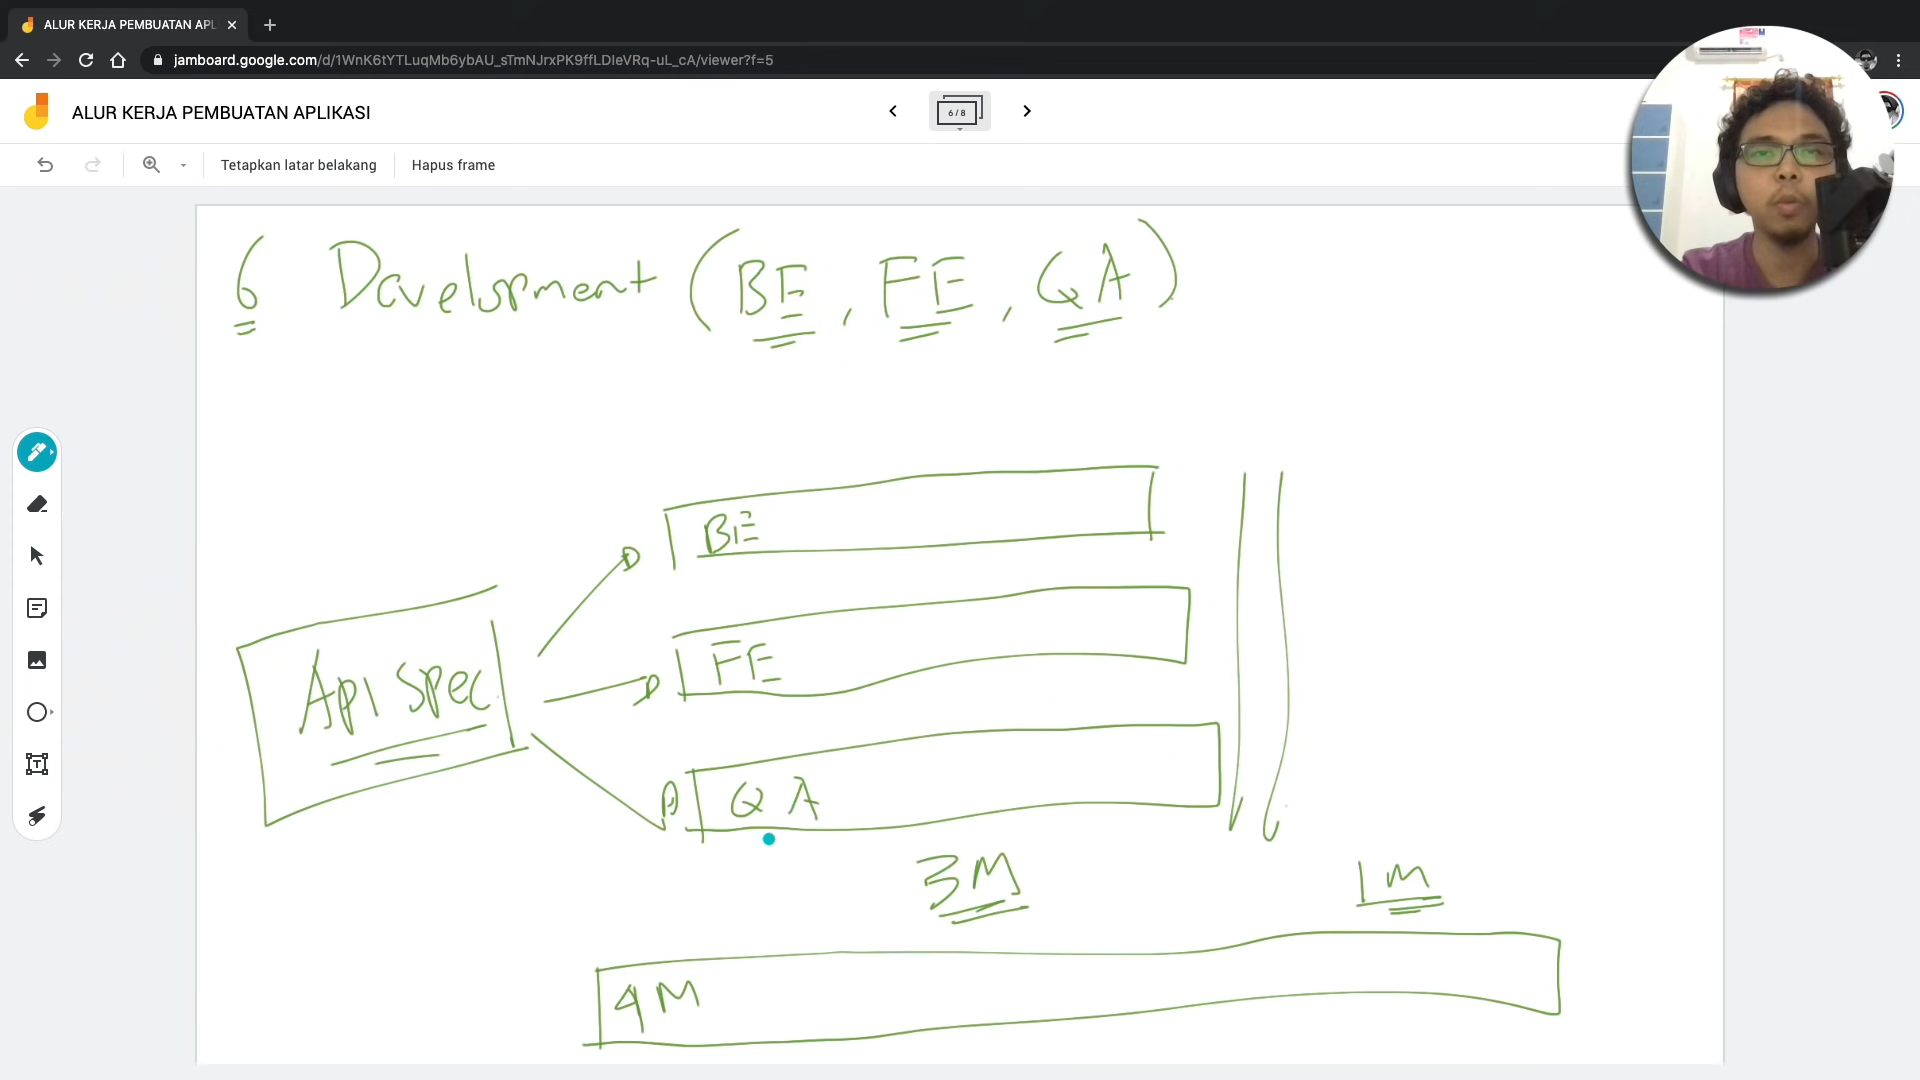 ALUR KERJA PEMBUATAN APL
jamboard.google.com/d/1WnK6tYTLuqMb6ybAU_sTmNJrxPK9ffLDIeVRq-uL_cA/viewer?f=5
ALUR KERJA PEMBUATAN APLIKASI
6 / 8
Tetapkan latar belakang
Hapus frame
6 Development (BE, FE, QA)
BE
FE
Api spec
QA
3M
1M
4M